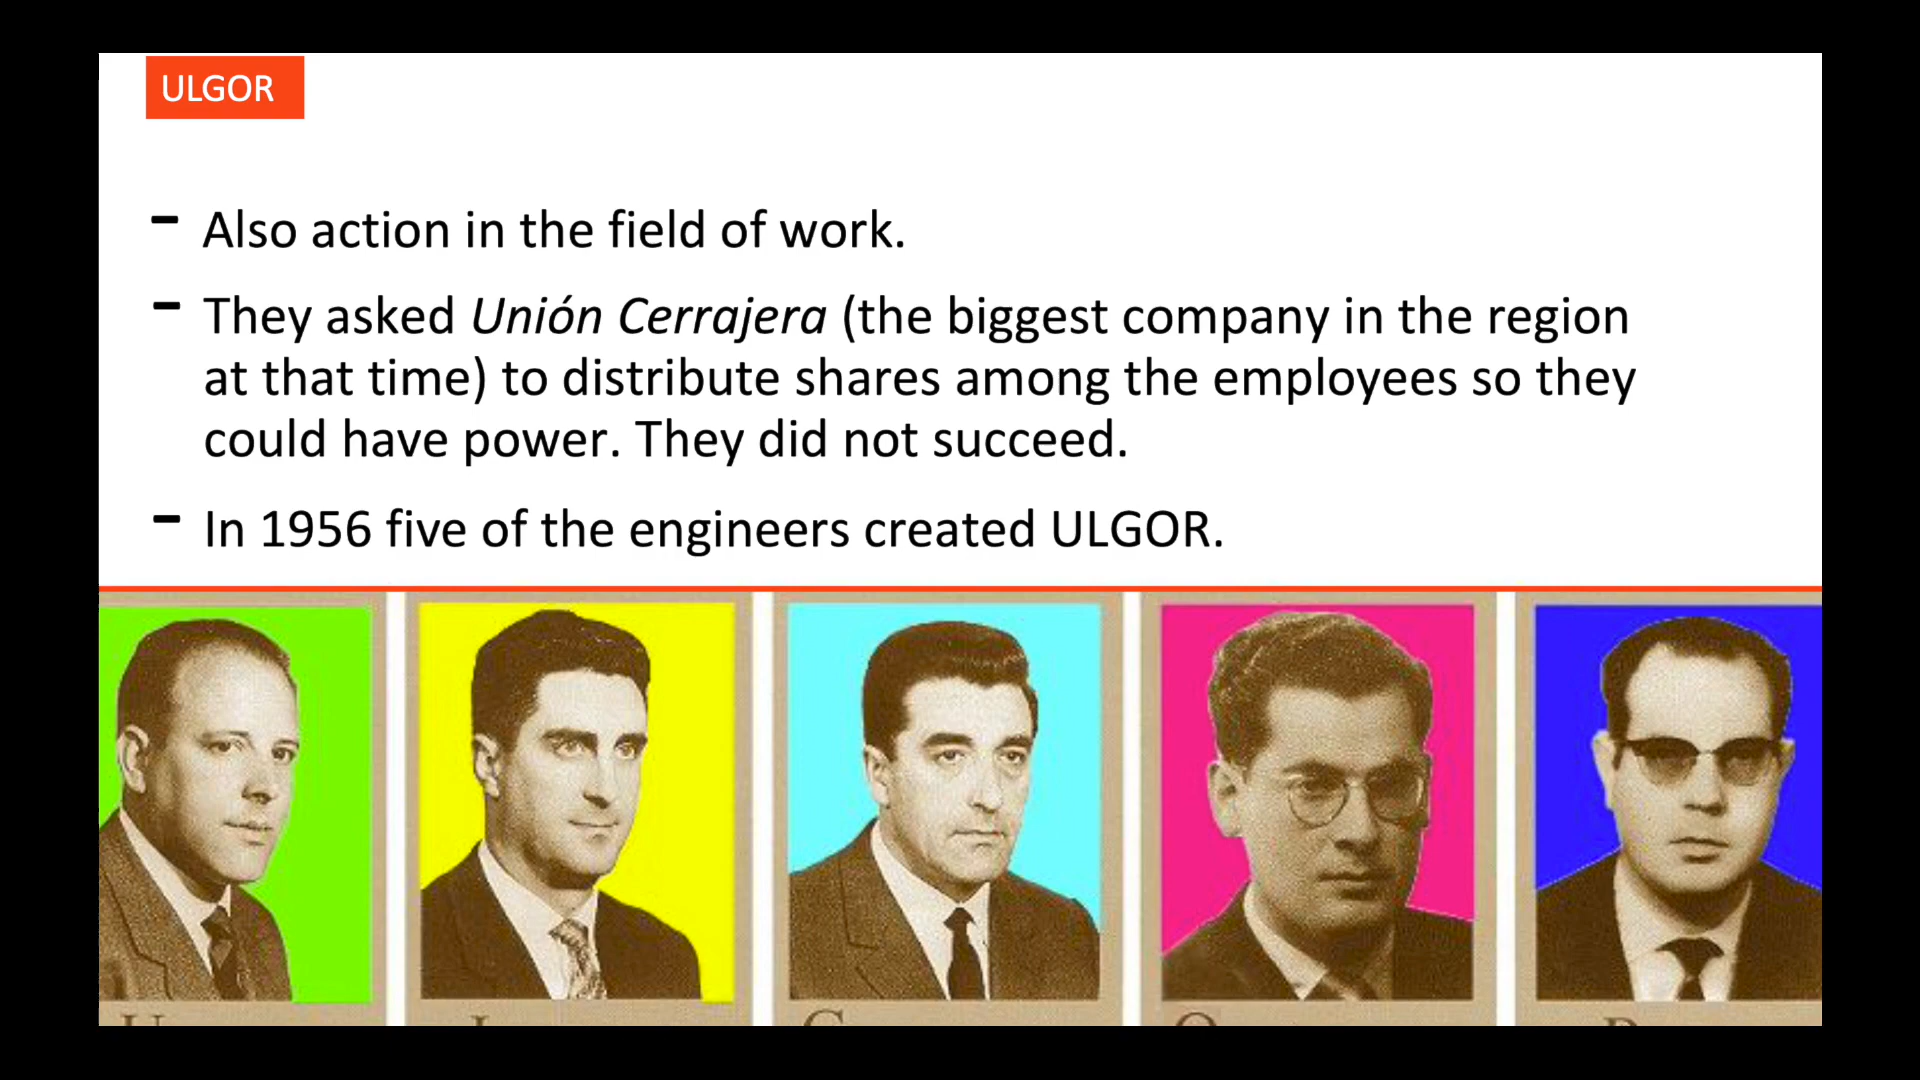 ULGOR
- Also action in the field of work.
- They asked Unión Cerrajera (the biggest company in the region
at that time) to distribute shares among the employees so they
could have power. They did not succeed.
- In 1956 five of the engineers created ULGOR.